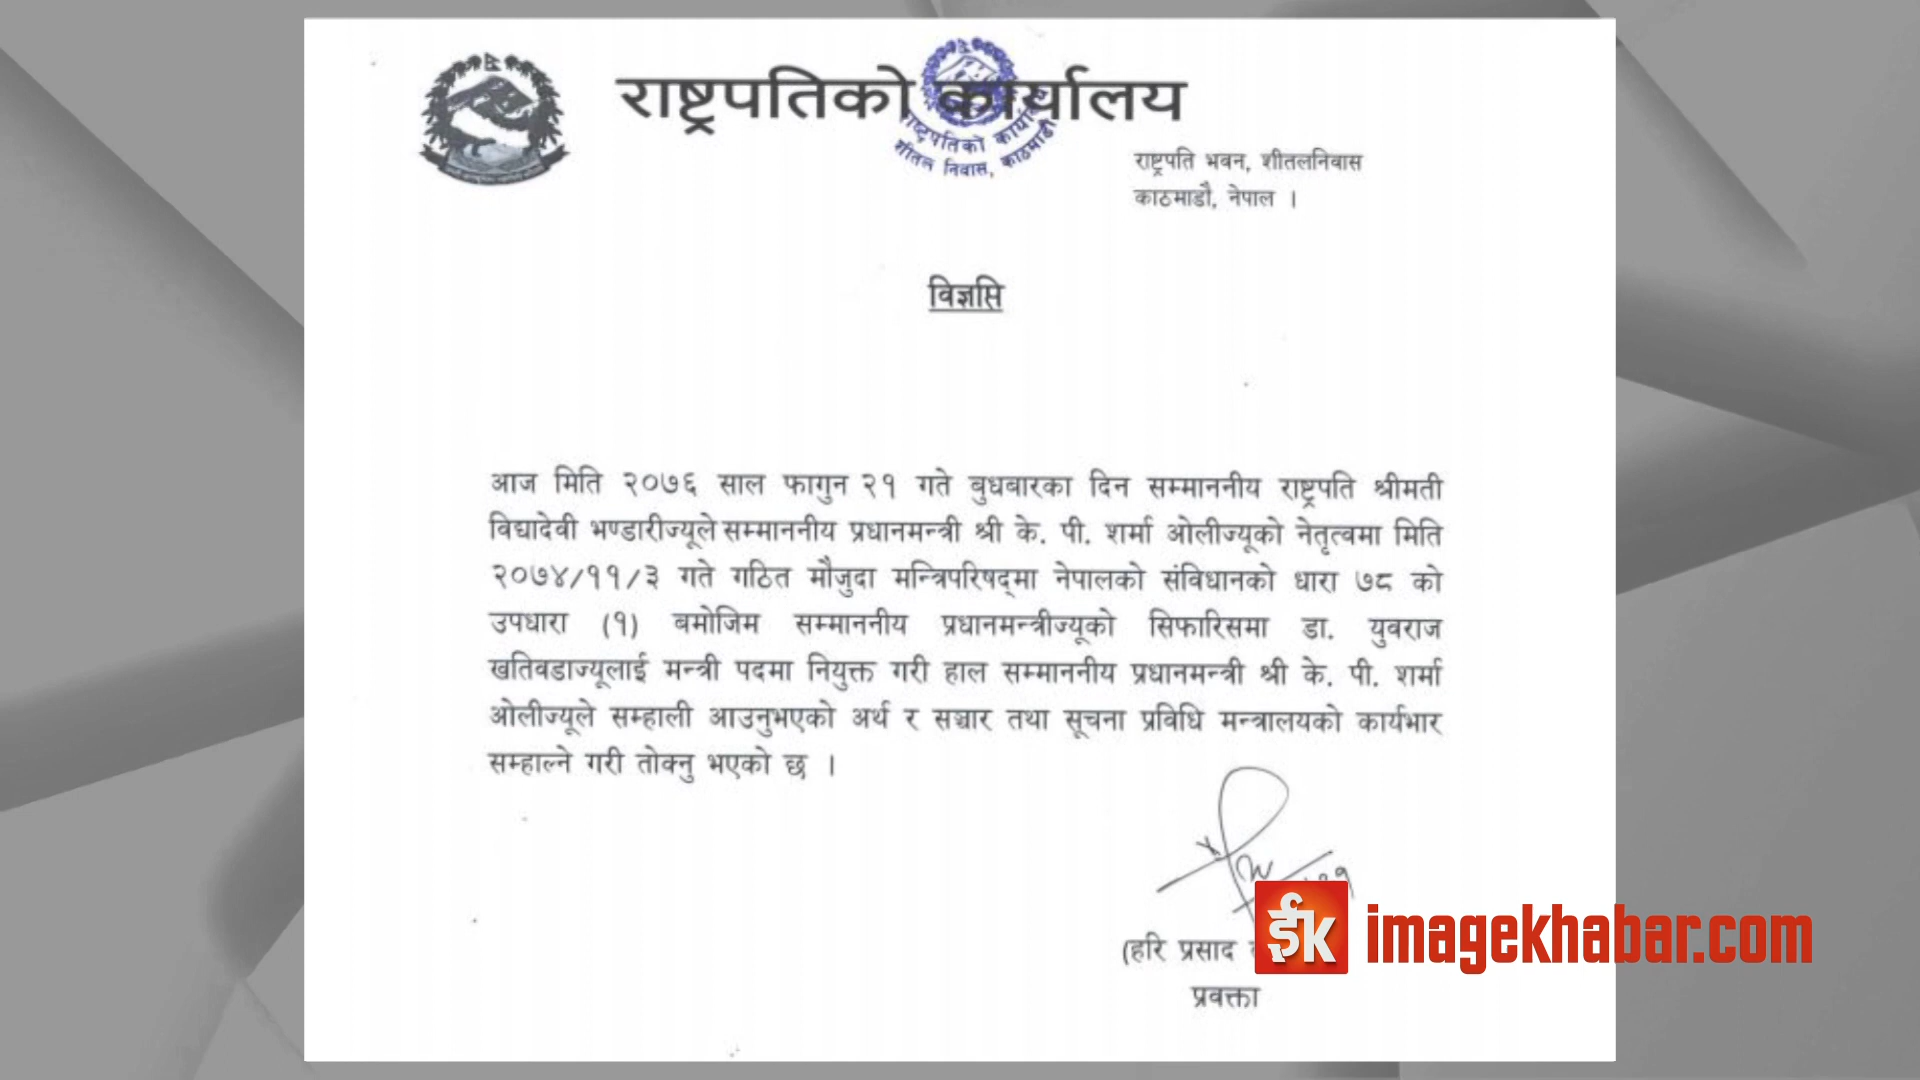 राष्ट्रपतिको कार्यालय
राष्ट्रपतिको कार्यालय
शीतल निवास, काठमाडौं
राष्ट्रपति भवन, शीतलनिवास
काठमाडौं, नेपाल ।
विज्ञप्ति
आज मिति २०७६ साल फागुन २१ गते बुधबारका दिन सम्माननीय राष्ट्रपति श्रीमती
विद्यादेवी भण्डारीज्यूले सम्माननीय प्रधानमन्त्री श्री के. पी. शर्मा ओलीज्यूको नेतृत्वमा मिति
२०७४/११/३ गते गठित मौजुदा मन्त्रिपरिषद्‌मा नेपालको संविधानको धारा ७८ को
उपधारा (१) बमोजिम सम्माननीय प्रधानमन्त्रीज्यूको सिफारिसमा डा. युवराज
खतिवडाज्यूलाई मन्त्री पदमा नियुक्त गरी हाल सम्माननीय प्रधानमन्त्री श्री के. पी. शर्मा
ओलीज्यूले सम्हाली आउनुभएको अर्थ र सञ्चार तथा सूचना प्रविधि मन्त्रालयको कार्यभार
सम्हाल्ने गरी तोक्नु भएको छ ।
(हरि प्रसाद
प्रवक्ता
ईk imagekhabar.com